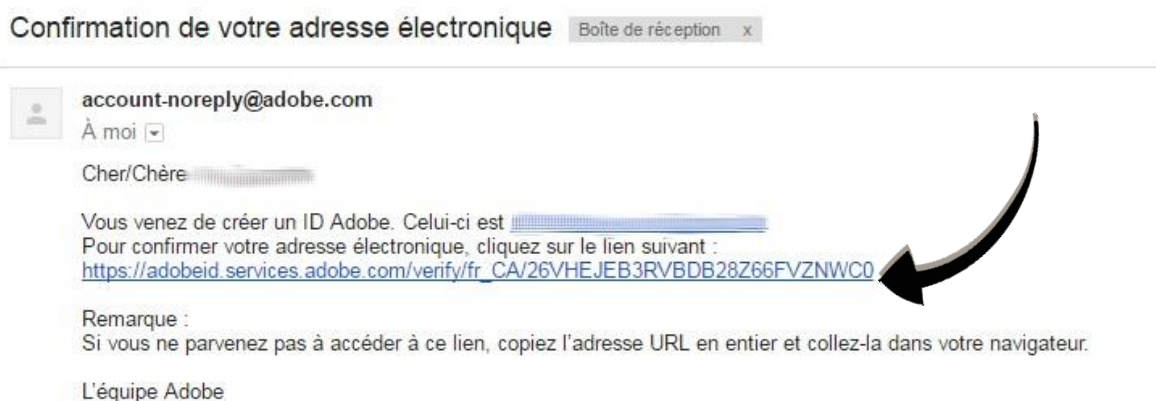 Confirmation de votre adresse électronique Boîte de réception x
account-noreply@adobe.com
À moi
Cher/Chère
Vous venez de créer un ID Adobe. Celui-ci est
Pour confirmer votre adresse électronique, cliquez sur le lien suivant :
https://adobeid.services.adobe.com/verify/fr_CA/26VHEJEB3RVBDB28Z66FVZNWC0
Remarque :
Si vous ne parvenez pas à accéder à ce lien, copiez l’adresse URL en entier et collez-la dans votre navigateur.
L’équipe Adobe